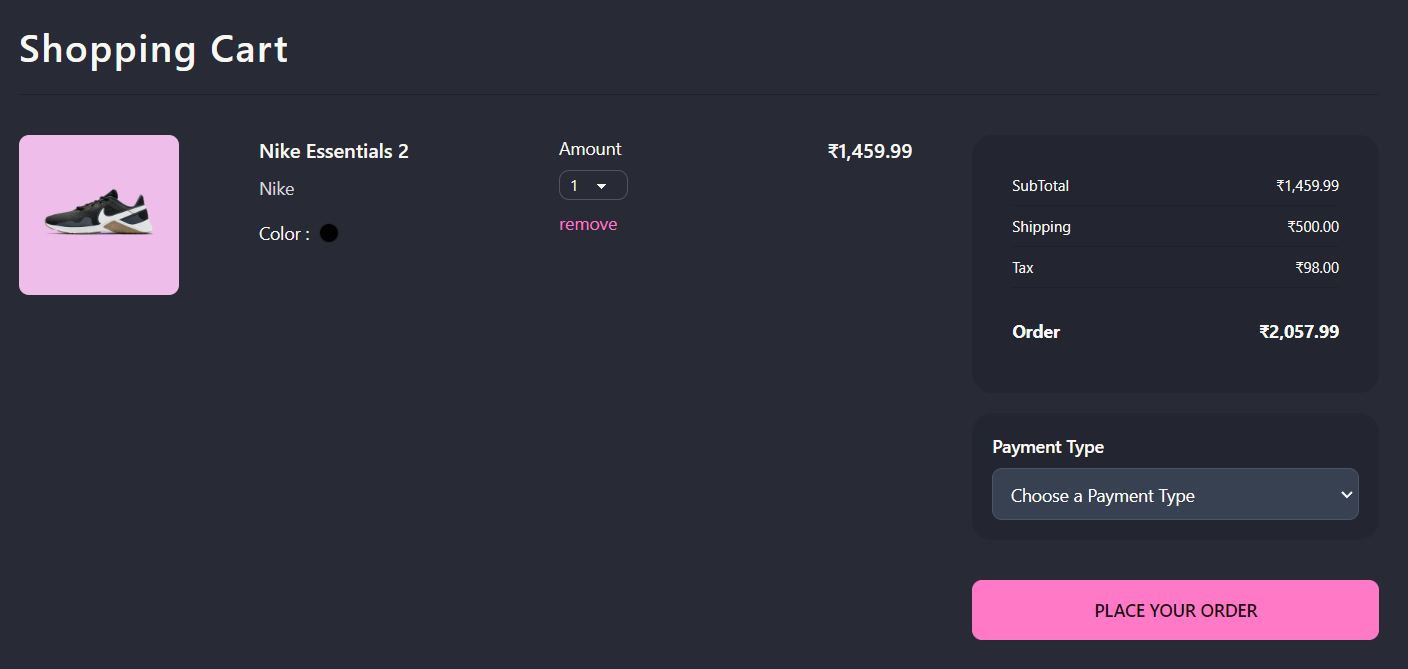 Shopping Cart
Nike Essentials 2
Nike
Color :
Amount
1
remove
₹1,459.99
SubTotal ₹1,459.99
Shipping ₹500.00
Tax ₹98.00
Order ₹2,057.99
Payment Type
Choose a Payment Type
PLACE YOUR ORDER